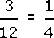 3/12 = 1/4